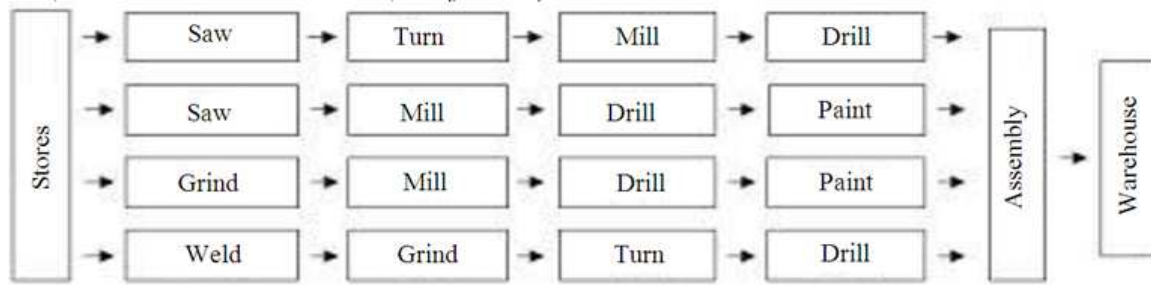 Stores
Saw Turn Mill Drill
Saw Mill Drill Paint
Grind Mill Drill Paint
Weld Grind Turn Drill
Assembly
Warehouse